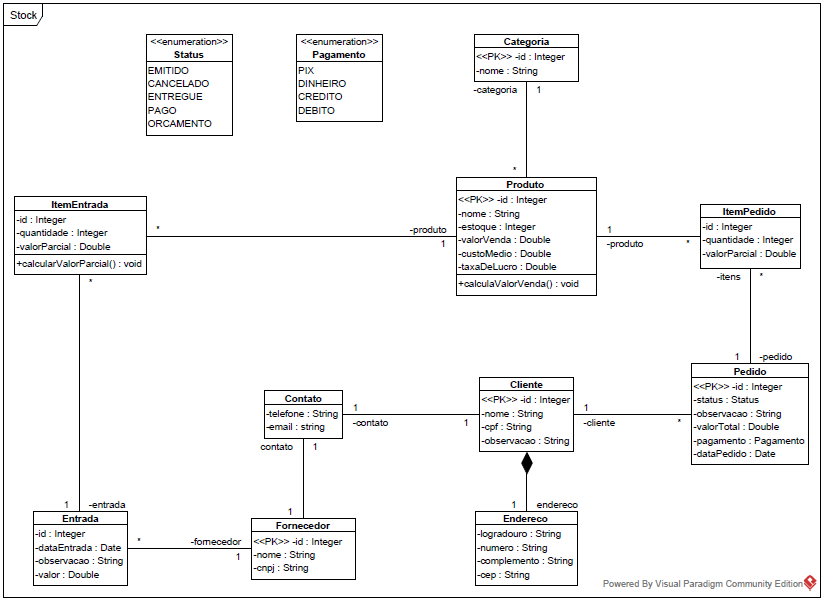 Stock
<<enumeration>>
Status
EMITIDO
CANCELADO
ENTREGUE
PAGO
ORCAMENTO
<<enumeration>>
Pagamento
PIX
DINHEIRO
CREDITO
DEBITO
Categoria
<<PK>> -id : Integer
-nome : String
-categoria
1
*
Produto
<<PK>> -id : Integer
-nome : String
-estoque : Integer
-valorVenda : Double
-custoMedio : Double
-taxaDeLucro : Double
+calculaValorVenda() : void
ItemEntrada
-id : Integer
-quantidade : Integer
-valorParcial : Double
+calcularValorParcial() : void
*
-produto
1
1
-produto
*
ItemPedido
-id : Integer
-quantidade : Integer
-valorParcial : Double
-itens
*
1
-pedido
*
Pedido
<<PK>> -id : Integer
-status : Status
-observacao : String
-valorTotal : Double
-pagamento : Pagamento
-dataPedido : Date
Cliente
<<PK>> -id : Integer
-nome : String
-cpf : String
-observacao : String
1
-cliente
*
Contato
-telefone : String
-email : string
1
-contato
1
contato
1
1
1
-entrada
Entrada
-id : Integer
-dataEntrada : Date
-observacao : String
-valor : Double
*
-fornecedor
1
Fornecedor
<<PK>> -id : Integer
-nome : String
-cnpj : String
1
endereco
Endereco
-logradouro : String
-numero : String
-complemento : String
-cep : String
Powered By Visual Paradigm Community Edition